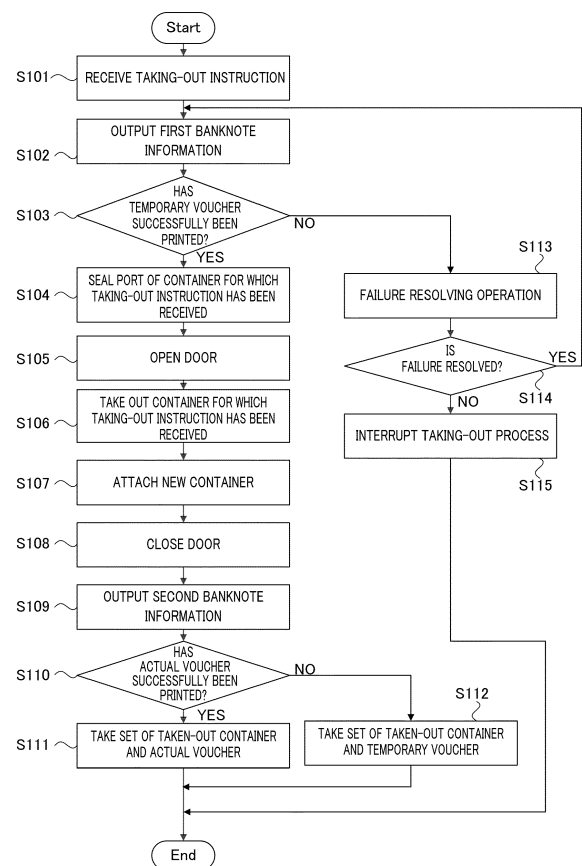 Start
S101
RECEIVE TAKING-OUT INSTRUCTION
OUTPUT FIRST BANKNOTE
INFORMATION
S102
HAS
TEMPORARY VOUCHER
SUCCESSFULLY BEEN
PRINTED?
S103
NO
YES
S104
SEAL PORT OF CONTAINER FOR WHICH
TAKING-OUT INSTRUCTION HAS BEEN
RECEIVED
S113
FAILURE RESOLVING OPERATION
S105
OPEN DOOR
IS
FAILURE RESOLVED?
YES
S114
NO
S106
TAKE OUT CONTAINER FOR WHICH
TAKING-OUT INSTRUCTION HAS BEEN
RECEIVED
INTERRUPT TAKING-OUT PROCESS
S115
S107
ATTACH NEW CONTAINER
S108
CLOSE DOOR
S109
OUTPUT SECOND BANKNOTE
INFORMATION
S110
HAS
ACTUAL VOUCHER
SUCCESSFULLY BEEN
PRINTED?
NO
YES
S112
S111
TAKE SET OF TAKEN-OUT CONTAINER
AND ACTUAL VOUCHER
TAKE SET OF TAKEN-OUT CONTAINER
AND TEMPORARY VOUCHER
End